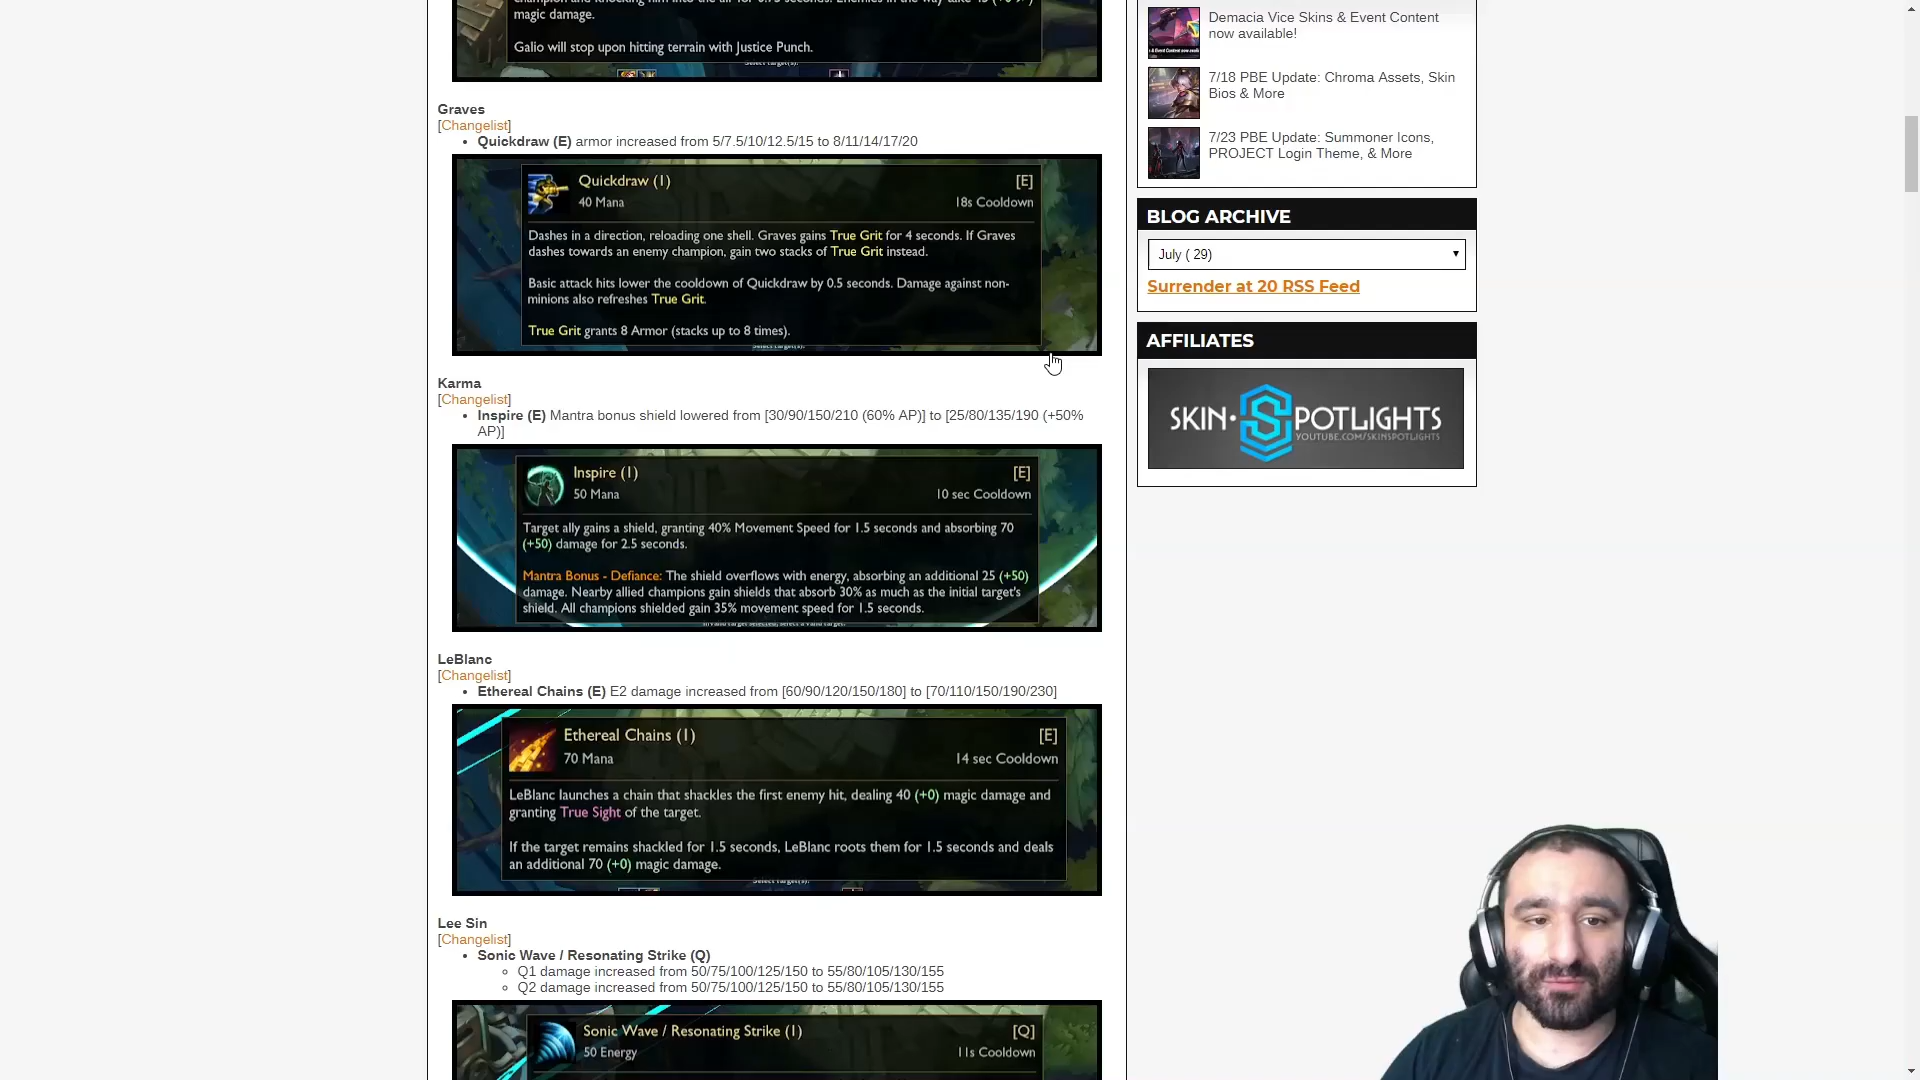 magic damage.
Galio will stop upon hitting terrain with Justice Punch.
Graves
[Changelist]
• Quickdraw (E) armor increased from 5/7.5/10/12.5/15 to 8/11/14/17/20
Quickdraw (1) [E]
40 Mana 18s Cooldown
Dashes in a direction, reloading one shell. Graves gains True Grit for 4 seconds. If Graves
dashes towards an enemy champion, gain two stacks of True Grit instead.
Basic attack hits lower the cooldown of Quickdraw by 0.5 seconds. Damage against non-
minions also refreshes True Grit.
True Grit grants 8 Armor (stacks up to 8 times).
Karma
[Changelist]
• Inspire (E) Mantra bonus shield lowered from [30/90/150/210 (60% AP)] to [25/80/135/190 (+50%
AP)]
Inspire (1) [E]
50 Mana 10 sec Cooldown
Target ally gains a shield, granting 40% Movement Speed for 1.5 seconds and absorbing 70
(+50) damage for 2.5 seconds.
Mantra Bonus - Defiance: The shield overflows with energy, absorbing an additional 25 (+50)
damage. Nearby allied champions gain shields that absorb 30% as much as the initial target's
shield. All champions shielded gain 35% movement speed for 1.5 seconds.
Invalid target selected, select a valid target.
LeBlanc
[Changelist]
• Ethereal Chains (E) E2 damage increased from [60/90/120/150/180] to [70/110/150/190/230]
Ethereal Chains (1) [E]
70 Mana 14 sec Cooldown
LeBlanc launches a chain that shackles the first enemy hit, dealing 40 (+0) magic damage and
granting True Sight of the target.
If the target remains shackled for 1.5 seconds, LeBlanc roots them for 1.5 seconds and deals
an additional 70 (+0) magic damage.
Lee Sin
[Changelist]
• Sonic Wave / Resonating Strike (Q)
◦ Q1 damage increased from 50/75/100/125/150 to 55/80/105/130/155
◦ Q2 damage increased from 50/75/100/125/150 to 55/80/105/130/155
Sonic Wave / Resonating Strike (1) [Q]
50 Energy 11s Cooldown
Demacia Vice Skins & Event Content
now available!
7/18 PBE Update: Chroma Assets, Skin
Bios & More
7/23 PBE Update: Summoner Icons,
PROJECT Login Theme, & More
BLOG ARCHIVE
July ( 29)
Surrender at 20 RSS Feed
AFFILIATES
SKIN SPOTLIGHTS
YOUTUBE.COM/SKINSPOTLIGHTS